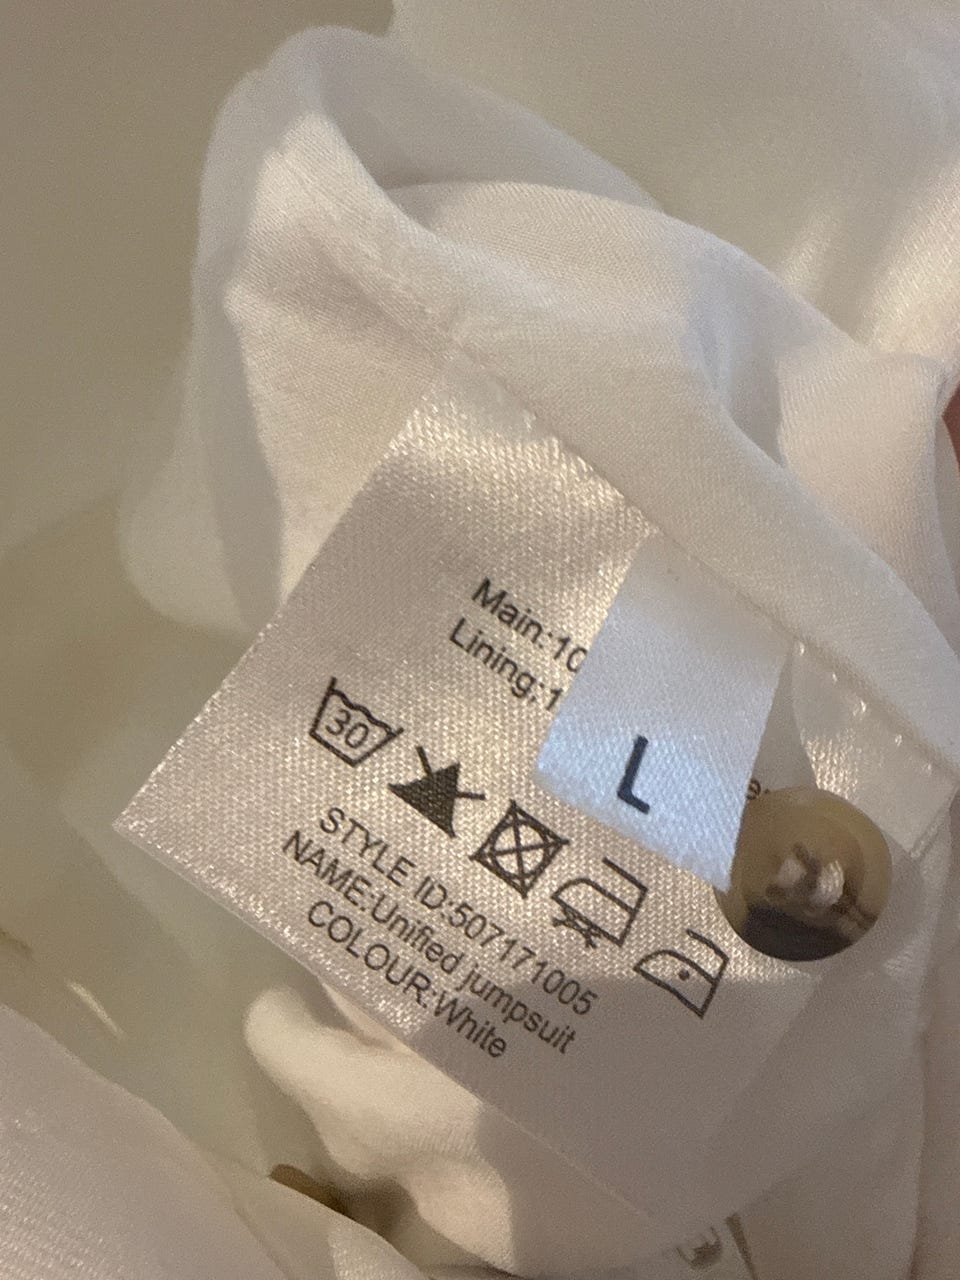 Main:10
Lining:1
L
30
STYLE ID:507171005
NAME:Unified jumpsuit
COLOUR:White